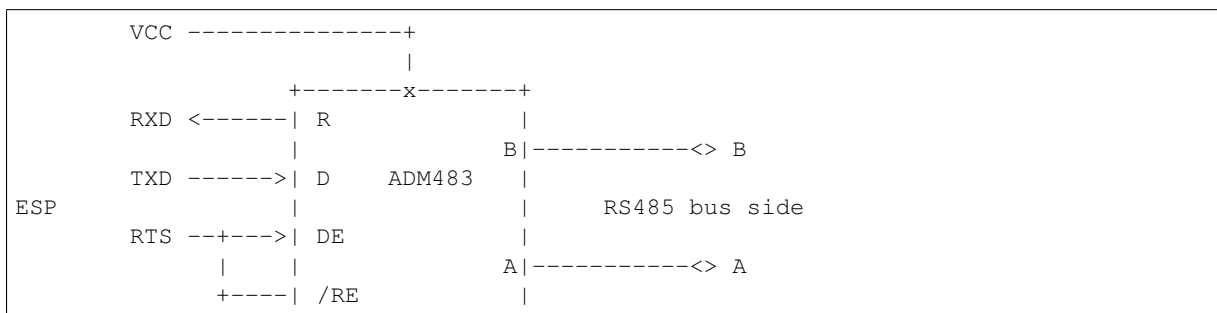 VCC ---------------+
                           |
                   +-------x-------+
        RXD <------| R             |
                   |              B|-----------<> B
        TXD ------>| D    ADM483   |
ESP                |               |     RS485 bus side
        RTS --+--->| DE            |
              |    |              A|-----------<> A
              +----| /RE           |